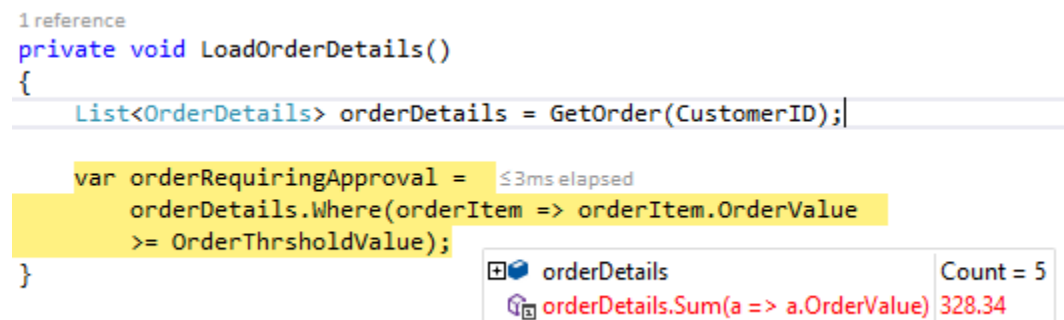 1 reference
private void LoadOrderDetails()
{
List<OrderDetails> orderDetails = GetOrder(CustomerID);
var orderRequiringApproval = ≤3ms elapsed
orderDetails.Where(orderItem => orderItem.OrderValue
>= OrderThrsholdValue);
}
orderDetails Count = 5
orderDetails.Sum(a => a.OrderValue) 328.34